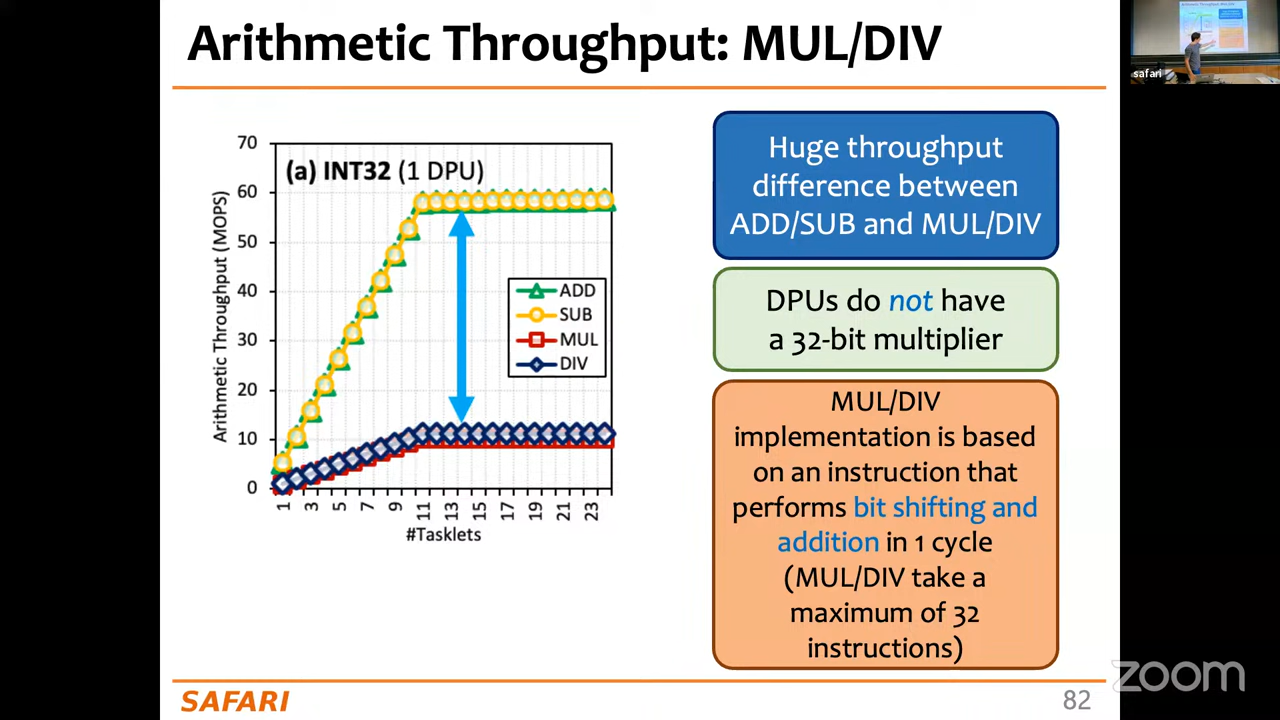 Arithmetic Throughput: MUL/DIV
safari
70
60
50
40
30
20
10
0
Arithmetic Throughput (MOPS)
(a) INT32 (1 DPU)
ADD
SUB
MUL
DIV
1 3 5 7 9 11 13 15 17 19 21 23
#Tasklets
Huge throughput
difference between
ADD/SUB and MUL/DIV
DPUs do not have
a 32-bit multiplier
MUL/DIV
implementation is based
on an instruction that
performs bit shifting and
addition in 1 cycle
(MUL/DIV take a
maximum of 32
instructions)
SAFARI
82
zoom